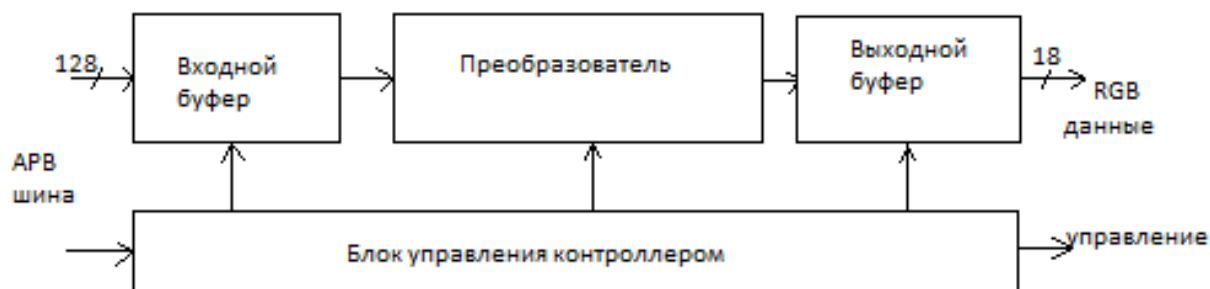 128
Входной
буфер
Преобразователь
Выходной
буфер
18
RGB
данные
APB
шина
Блок управления контроллером
управление